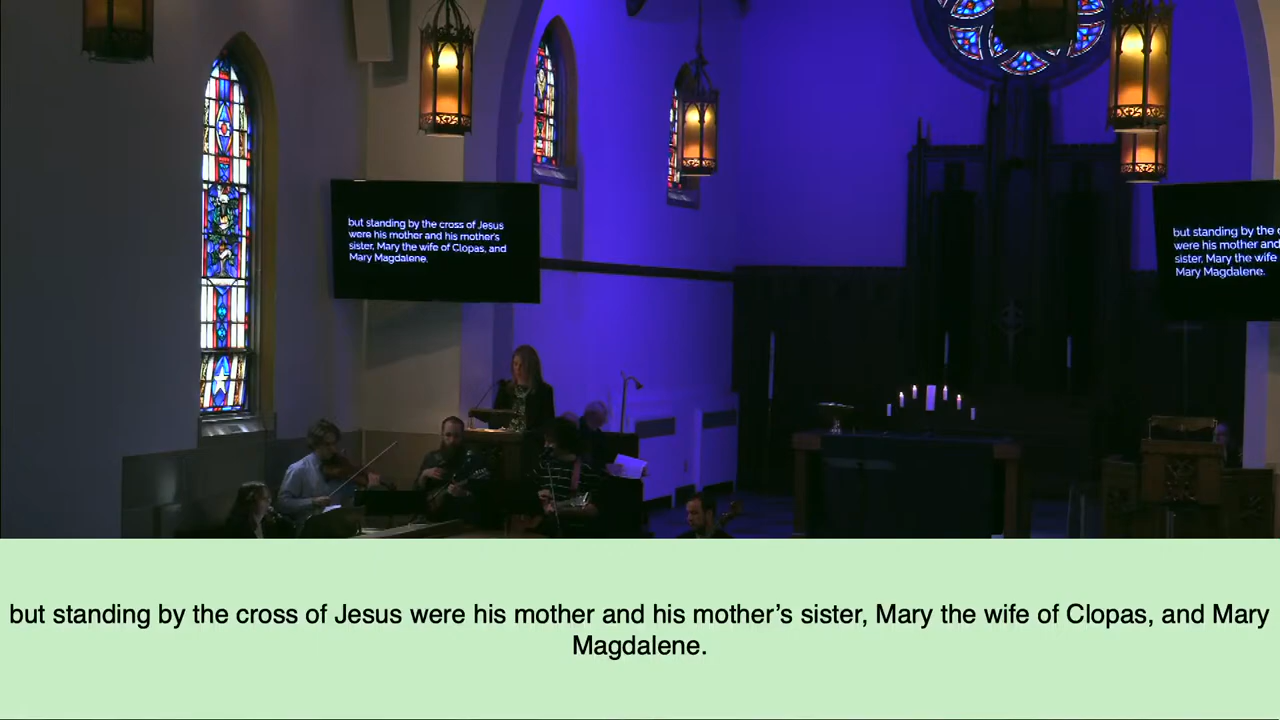 but standing by the cross of Jesus
were his mother and his mother's
sister, Mary the wife of Clopas, and
Mary Magdalene.
but standing by the
were his mother and
sister, Mary the wife
Mary Magdalene.
but standing by the cross of Jesus were his mother and his mother’s sister, Mary the wife of Clopas, and Mary
Magdalene.